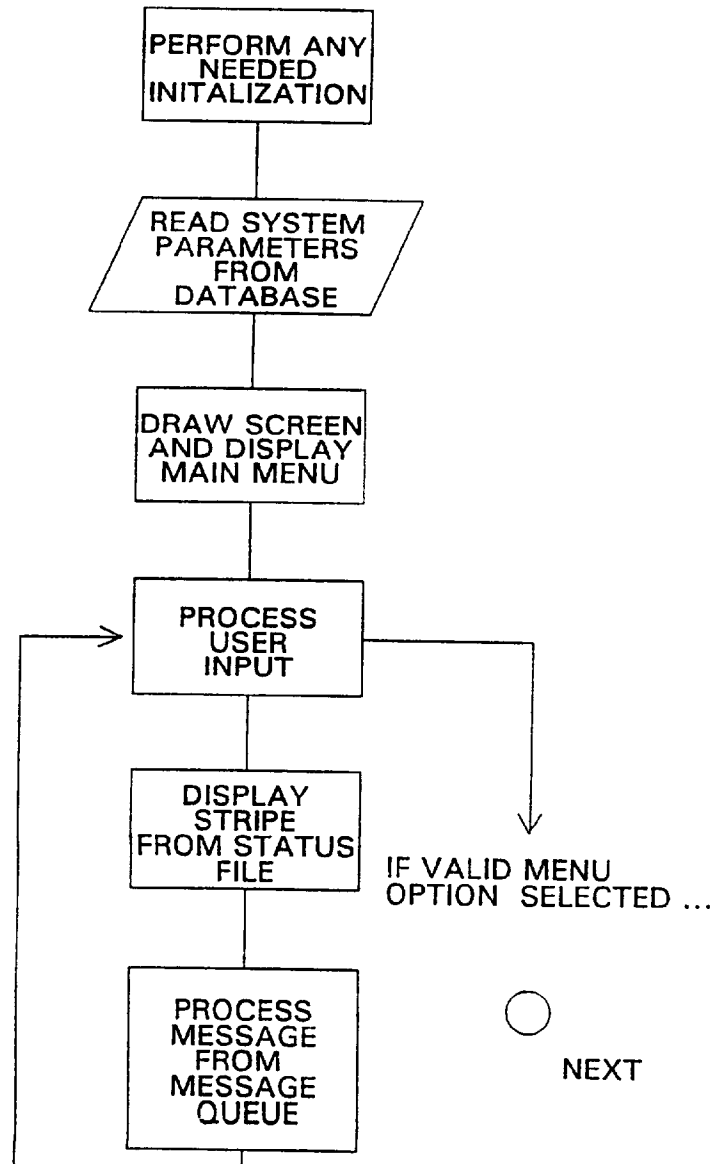 PERFORM ANY
NEEDED
INITALIZATION
READ SYSTEM
PARAMETERS
FROM
DATABASE
DRAW SCREEN
AND DISPLAY
MAIN MENU
PROCESS
USER
INPUT
DISPLAY
STRIPE
FROM STATUS
FILE
IF VALID MENU
OPTION SELECTED ...
PROCESS
MESSAGE
FROM
MESSAGE
QUEUE
NEXT